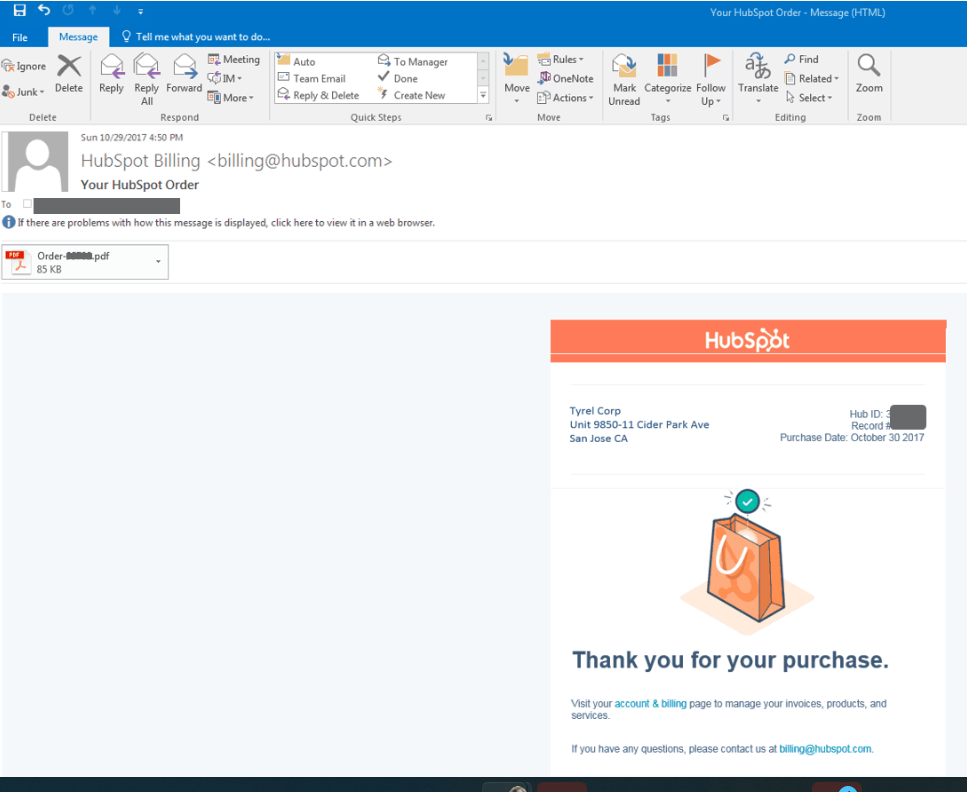 Your HubSpot Order - Message (HTML)
File Message Tell me what you want to do...
Ignore
Junk
Delete
Reply
Reply All
Forward
Meeting
IM
More
Auto
Team Email
Reply & Delete
To Manager
Done
Create New
Move
Rules
OneNote
Actions
Mark Unread
Categorize
Follow Up
Translate
Find
Related
Select
Zoom
Delete Respond Quick Steps Move Tags Editing Zoom
Sun 10/29/2017 4:50 PM
HubSpot Billing <billing@hubspot.com>
Your HubSpot Order
To
If there are problems with how this message is displayed, click here to view it in a web browser.
PDF
Order-.pdf
85 KB
HubSpot
Tyrel Corp
Unit 9850-11 Cider Park Ave
San Jose CA
Hub ID: 3
Record #
Purchase Date: October 30 2017
Thank you for your purchase.
Visit your account & billing page to manage your invoices, products, and
services.
If you have any questions, please contact us at billing@hubspot.com.